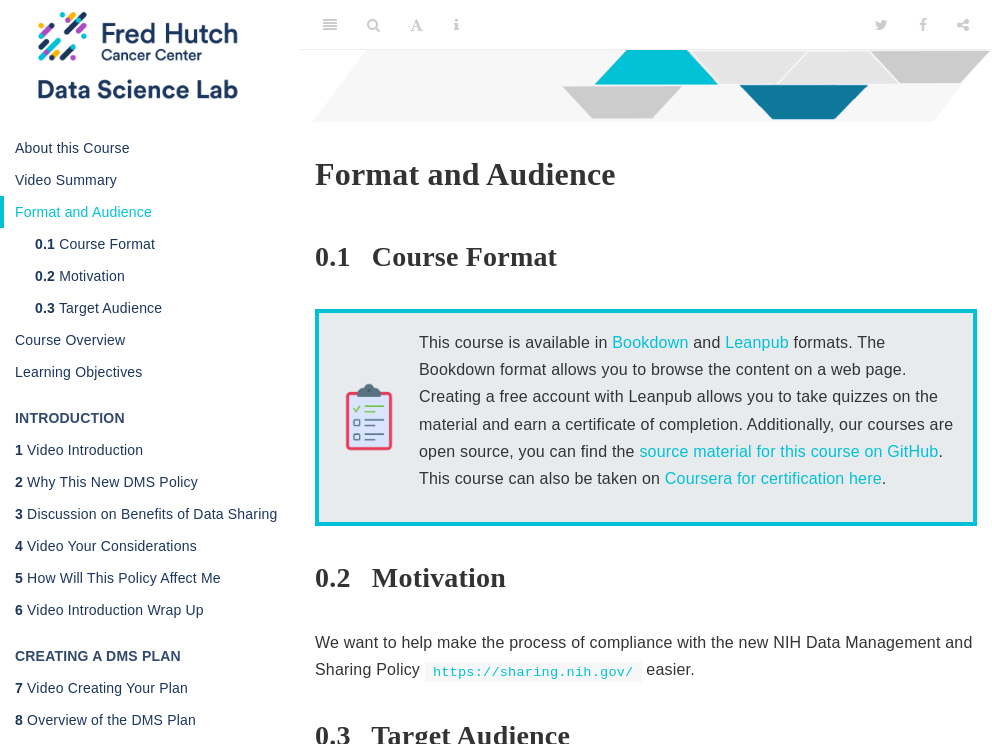 Fred Hutch
Cancer Center
Data Science Lab
About this Course
Video Summary
Format and Audience
0.1 Course Format
0.2 Motivation
0.3 Target Audience
Course Overview
Learning Objectives
INTRODUCTION
1 Video Introduction
2 Why This New DMS Policy
3 Discussion on Benefits of Data Sharing
4 Video Your Considerations
5 How Will This Policy Affect Me
6 Video Introduction Wrap Up
CREATING A DMS PLAN
7 Video Creating Your Plan
8 Overview of the DMS Plan
Format and Audience
0.1 Course Format
This course is available in Bookdown and Leanpub formats. The
Bookdown format allows you to browse the content on a web page.
Creating a free account with Leanpub allows you to take quizzes on the
material and earn a certificate of completion. Additionally, our courses are
open source, you can find the source material for this course on GitHub.
This course can also be taken on Coursera for certification here.
0.2 Motivation
We want to help make the process of compliance with the new NIH Data Management and
Sharing Policy https://sharing.nih.gov/ easier.
0.3 Target Audience